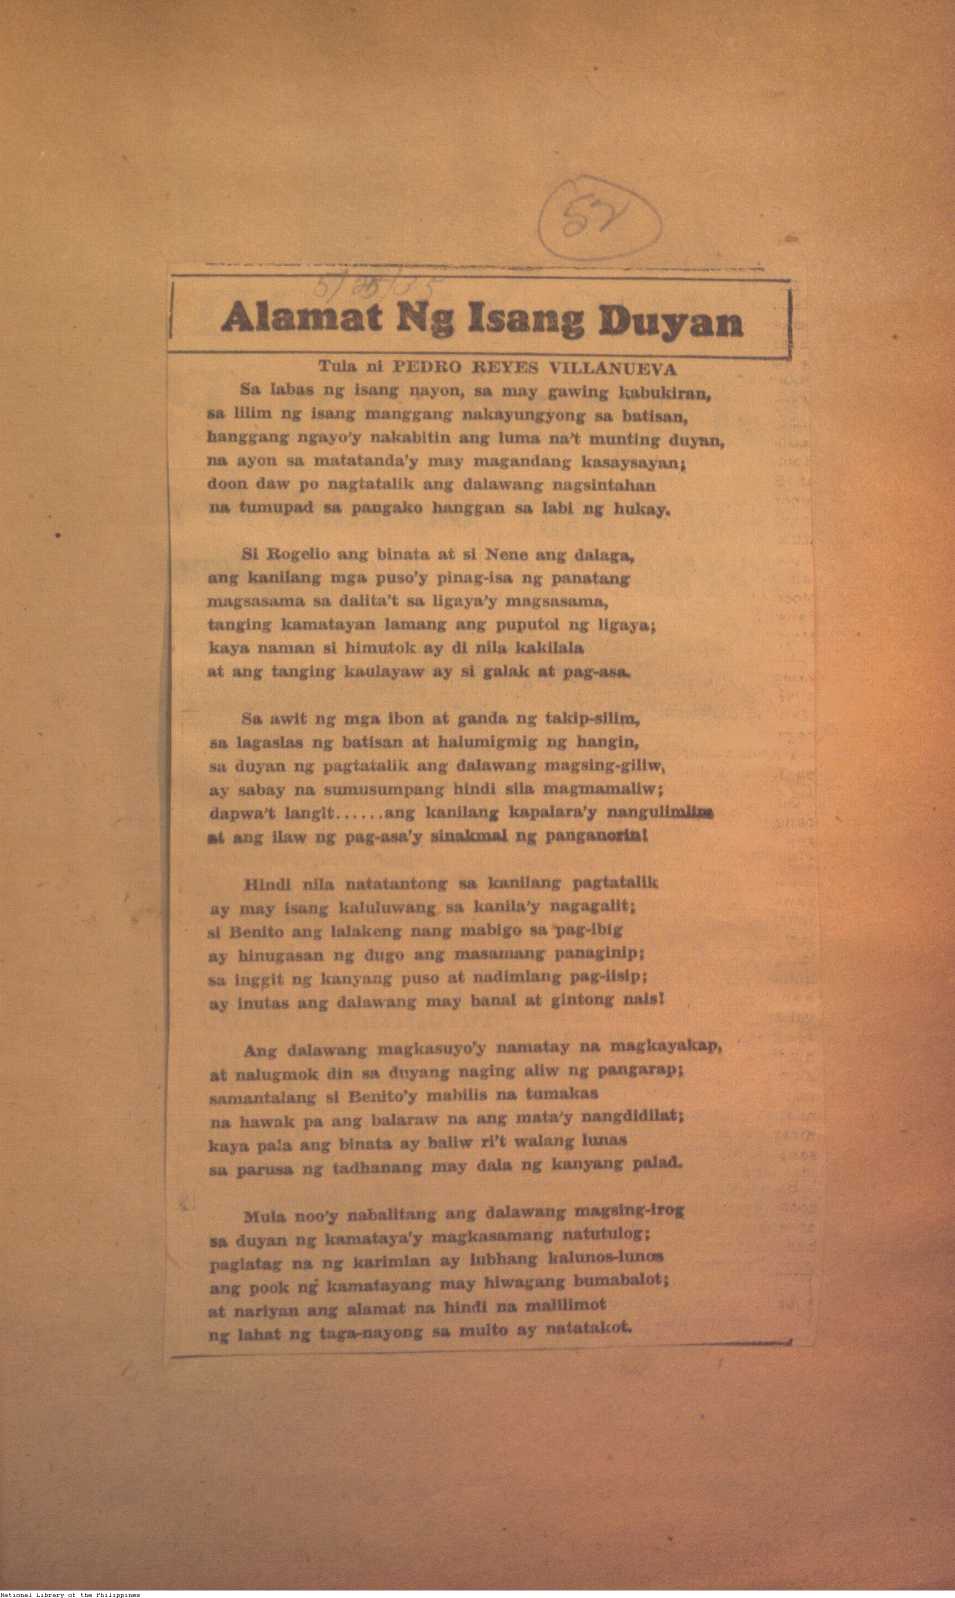 52
5/25/35
Alamat Ng Isang Duyan
Tula ni PEDRO REYES VILLANUEVA
Sa labas ng isang nayon, sa may gawing kabukiran,
sa lilim ng isang manggang nakayungyong sa batisan,
hanggang ngayo'y nakabitin ang luma na't munting duyan,
na ayon sa matatanda'y may magandang kasaysayan;
doon daw po nagtatalik ang dalawang nagsintahan
na tumupad sa pangako hanggan sa labi ng hukay.
Si Rogelio ang binata at si Nene ang dalaga,
ang kanilang mga puso'y pinag-isa ng panatang
magsasama sa dalita't sa ligaya'y magsasama,
tanging kamatayan lamang ang puputol ng ligaya;
kaya naman si himutok ay di nila kakilala
at ang tanging kaulayaw ay si galak at pag-asa.
Sa awit ng mga ibon at ganda ng takip-silim,
sa lagaslas ng batisan at halumigmig ng hangin,
sa duyan ng pagtatalik ang dalawang magsing-giliw,
ay sabay na sumusumpang hindi sila magmamaliw;
dapwa't langit......ang kanilang kapalara'y nangulimlim
at ang ilaw ng pag-asa'y sinakmal ng panganorin!
Hindi nila natatantong sa kanilang pagtatalik
ay may isang kaluluwang sa kanila'y nagagalit;
si Benito ang lalakeng nang mabigo sa pag-ibig
ay hinugasan ng dugo ang masamang panaginip;
sa inggit ng kanyang puso at nadimlang pag-iisip;
ay inutas ang dalawang may banal at gintong nais!
Ang dalawang magkasuyo'y namatay na magkayakap,
at nalugmok din sa duyang naging aliw ng pangarap;
samantalang si Benito'y mabilis na tumakas
na hawak pa ang balaraw na ang mata'y nangdidilat;
kaya pala ang binata ay baliw ri't walang lunas
sa parusa ng tadhanang may dala ng kanyang palad.
Mula noo'y nabalitang ang dalawang magsing-irog
sa duyan ng kamataya'y magkasamang natutulog;
paglatag na ng karimlan ay lubhang kalunos-lunos
ang pook ng kamatayang may hiwagang bumabalot;
at nariyan ang alamat na hindi na malilimot
ng lahat ng taga-nayong sa multo ay natatakot.
National Library of the Philippines